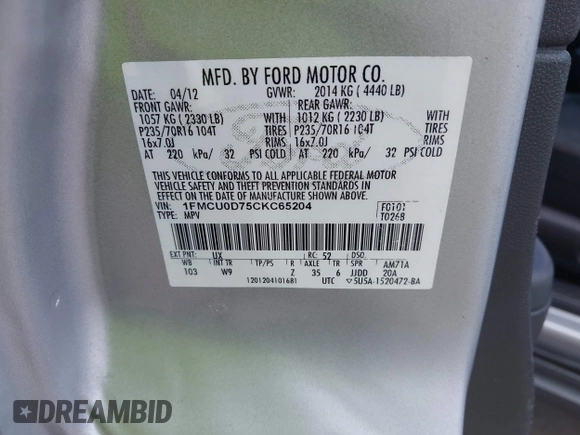 MFD. BY FORD MOTOR CO.
DATE: 04/12 GVWR: 2014 KG ( 4440 LB)
FRONT GAWR: REAR GAWR:
1057 KG ( 2330 LB) WITH 1012 KG ( 2230 LB) WITH
P235/70R16 104T TIRES P235/70R16 104T TIRES
16x7.0J RIMS 16x7.0J RIMS
AT 220 kPa/ 32 PSI COLD AT 220 kPa/ 32 PSI COLD
THIS VEHICLE CONFORMS TO ALL APPLICABLE FEDERAL MOTOR
VEHICLE SAFETY AND THEFT PREVENTION STANDARDS IN
EFFECT ON THE DATE OF MANUFACTURE SHOWN ABOVE.
VIN: 1FMCU0D75CKC65204 F0101
TYPE: MPV T0268
EXT PNT: UX RC: 52 DSO:
WB INT TR TP/PS R AXLE TR SPR AM71A
103 W9 Z 35 6 JJDD 20A
1201204101681 UTC 5U5A-1520472-BA
Ford
DREAMBID